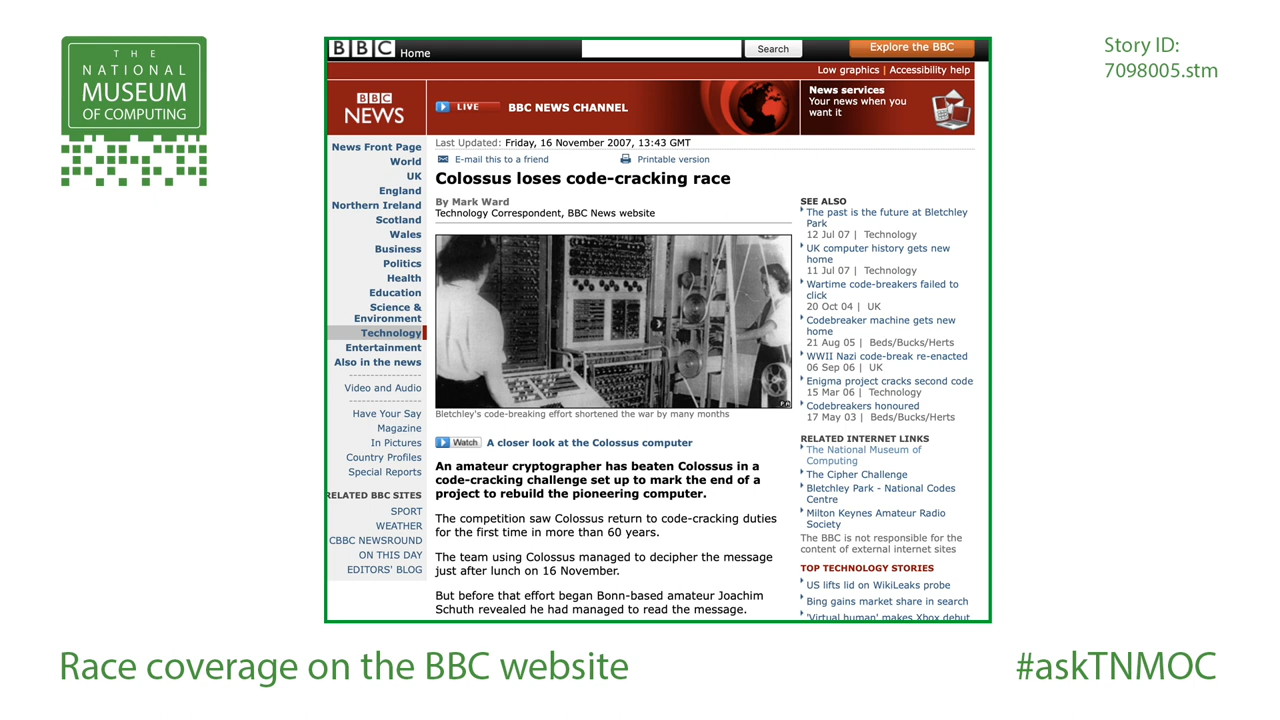 THE
NATIONAL
MUSEUM
OF COMPUTING
Story ID:
7098005.stm
BBC Home
Search
Explore the BBC
Low graphics | Accessibility help
BBC
NEWS
LIVE BBC NEWS CHANNEL
News services
Your news when you
want it
News Front Page
World
UK
England
Northern Ireland
Scotland
Wales
Business
Politics
Health
Education
Science &
Environment
Technology
Entertainment
Also in the news
Video and Audio
Have Your Say
Magazine
In Pictures
Country Profiles
Special Reports
RELATED BBC SITES
SPORT
WEATHER
CBBC NEWSROUND
ON THIS DAY
EDITORS' BLOG
Last Updated: Friday, 16 November 2007, 13:43 GMT
E-mail this to a friend Printable version
Colossus loses code-cracking race
By Mark Ward
Technology Correspondent, BBC News website
PA
Bletchley's code-breaking effort shortened the war by many months
Watch A closer look at the Colossus computer
An amateur cryptographer has beaten Colossus in a
code-cracking challenge set up to mark the end of a
project to rebuild the pioneering computer.
The competition saw Colossus return to code-cracking duties
for the first time in more than 60 years.
The team using Colossus managed to decipher the message
just after lunch on 16 November.
But before that effort began Bonn-based amateur Joachim
Schuth revealed he had managed to read the message.
SEE ALSO
The past is the future at Bletchley
Park
12 Jul 07 | Technology
UK computer history gets new
home
11 Jul 07 | Technology
Wartime code-breakers failed to
click
20 Oct 04 | UK
Codebreaker machine gets new
home
21 Aug 05 | Beds/Bucks/Herts
WWII Nazi code-break re-enacted
06 Sep 06 | UK
Enigma project cracks second code
15 Mar 06 | Technology
Codebreakers honoured
17 May 03 | Beds/Bucks/Herts
RELATED INTERNET LINKS
The National Museum of
Computing
The Cipher Challenge
Bletchley Park - National Codes
Centre
Milton Keynes Amateur Radio
Society
The BBC is not responsible for the
content of external internet sites
TOP TECHNOLOGY STORIES
US lifts lid on WikiLeaks probe
Bing gains market share in search
'Virtual human' makes Xbox debut
Race coverage on the BBC website
#askTNMOC